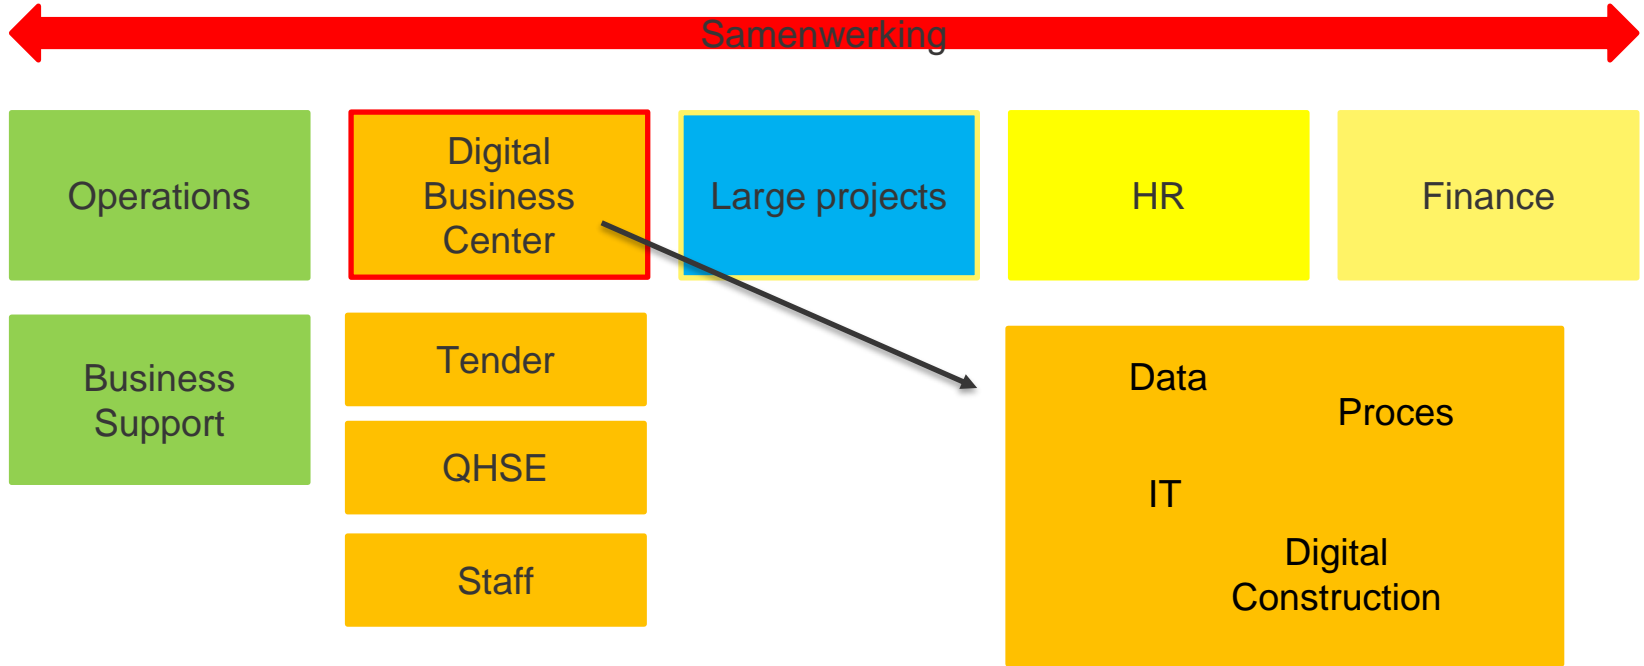 Samenwerking
Operations
Digital
Business
Center
Large projects
HR
Finance
Business
Support
Tender
QHSE
Staff
Data
Proces
IT
Digital
Construction